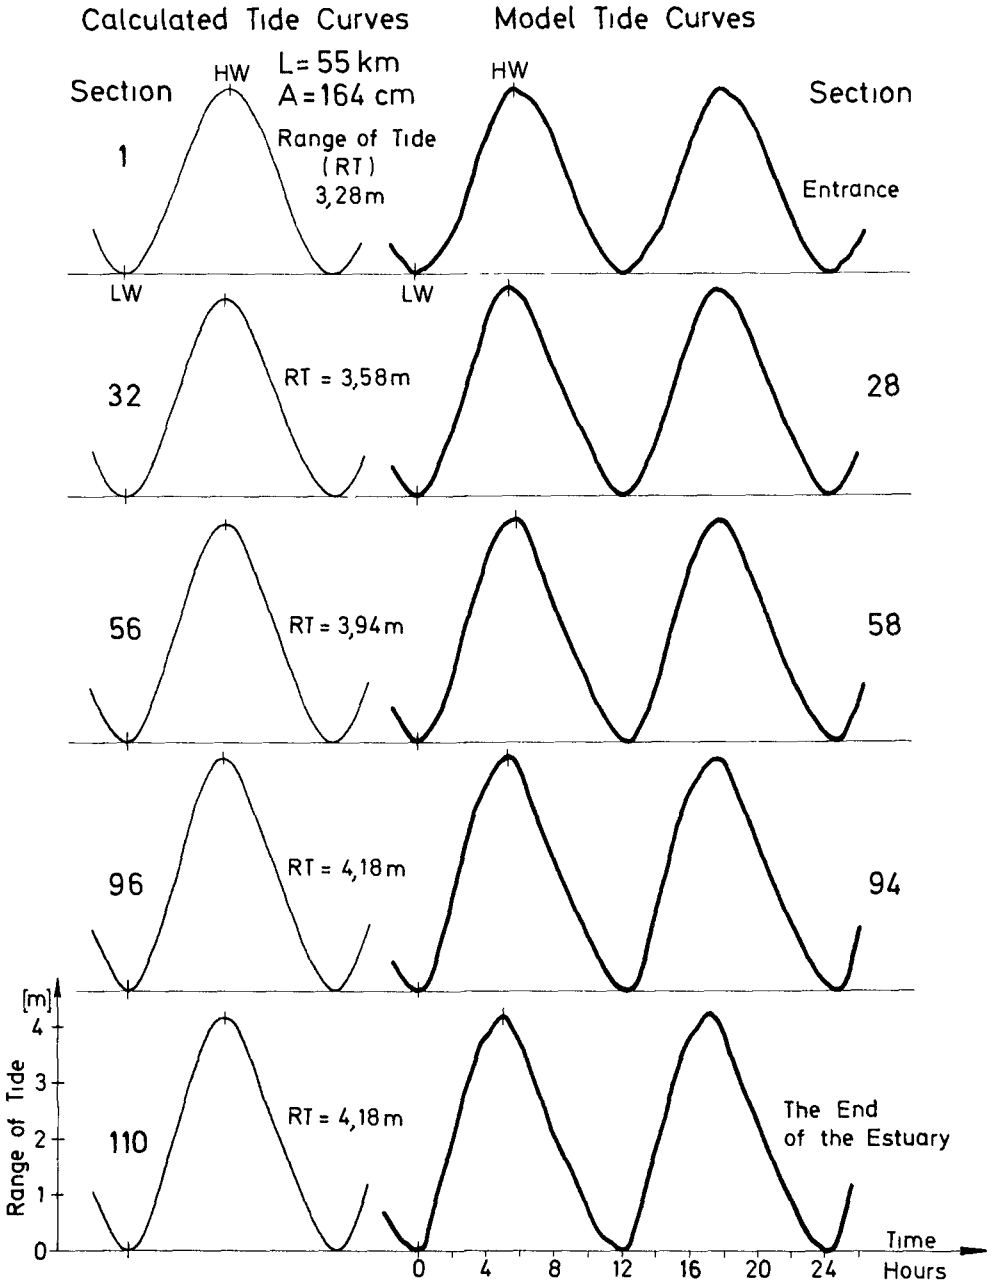 Calculated Tide Curves
Model Tide Curves
Section
HW
L= 55 km
A = 164 cm
HW
Section
1
Range of Tide
(RT)
3,28m
Entrance
LW
LW
32
RT = 3,58m
28
56
RT = 3,94m
58
96
RT = 4,18m
94
[m]
4
3
2
1
0
Range of Tide
110
RT = 4,18m
The End
of the Estuary
Time
Hours
0 4 8 12 16 20 24